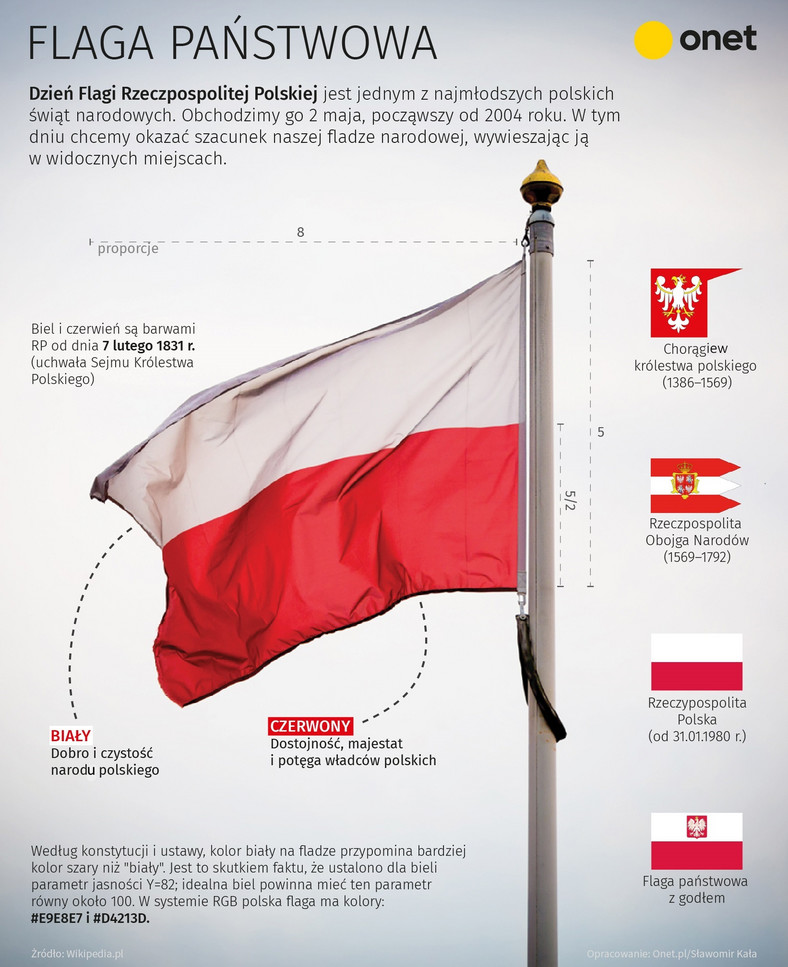 FLAGA PAŃSTWOWA
onet
Dzień Flagi Rzeczpospolitej Polskiej jest jednym z najmłodszych polskich
świąt narodowych. Obchodzimy go 2 maja, począwszy od 2004 roku. W tym
dniu chcemy okazać szacunek naszej fladze narodowej, wywieszając ją
w widocznych miejscach.
8
proporcje
Biel i czerwień są barwami
RP od dnia 7 lutego 1831 r.
(uchwała Sejmu Królestwa
Polskiego)
5
5/2
Chorągiew
królestwa polskiego
(1386–1569)
Rzeczpospolita
Obojga Narodów
(1569–1792)
Rzeczypospolita
Polska
(od 31.01.1980 r.)
Flaga państwowa
z godłem
BIAŁY
Dobro i czystość
narodu polskiego
CZERWONY
Dostojność, majestat
i potęga władców polskich
Według konstytucji i ustawy, kolor biały na fladze przypomina bardziej
kolor szary niż "biały". Jest to skutkiem faktu, że ustalono dla bieli
parametr jasności Y=82; idealna biel powinna mieć ten parametr
równy około 100. W systemie RGB polska flaga ma kolory:
#E9E8E7 i #D4213D.
Źródło: Wikipedia.pl
Opracowanie: Onet.pl/Sławomir Kała